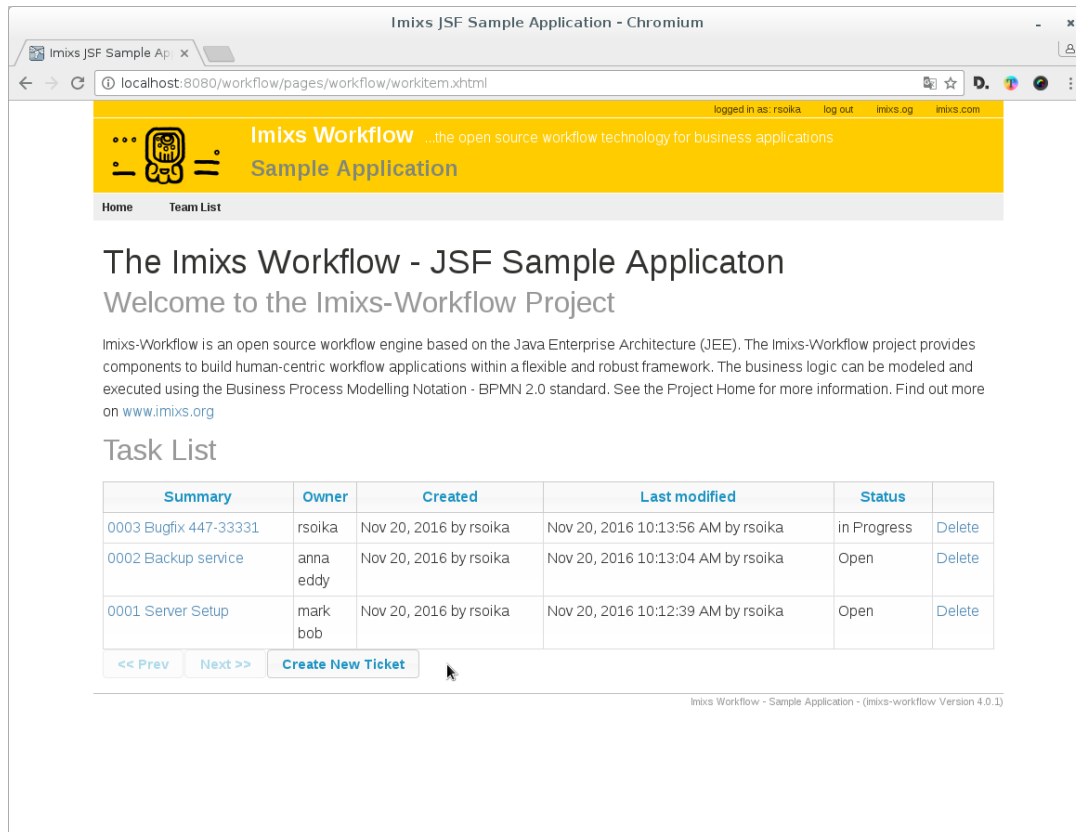 Imixs JSF Sample Application - Chromium
Imixs JSF Sample Ap
localhost:8080/workflow/pages/workflow/workitem.xhtml
D.
T
logged in as: rsoika log out imixs.og imixs.com
Imixs Workflow ...the open source workflow technology for business applications
Sample Application
Home Team List
The Imixs Workflow - JSF Sample Applicaton
Welcome to the Imixs-Workflow Project
Imixs-Workflow is an open source workflow engine based on the Java Enterprise Architecture (JEE). The Imixs-Workflow project provides
components to build human-centric workflow applications within a flexible and robust framework. The business logic can be modeled and
executed using the Business Process Modelling Notation - BPMN 2.0 standard. See the Project Home for more information. Find out more
on www.imixs.org
Task List
Summary Owner Created Last modified Status
0003 Bugfix 447-33331 rsoika Nov 20, 2016 by rsoika Nov 20, 2016 10:13:56 AM by rsoika in Progress Delete
0002 Backup service anna Nov 20, 2016 by rsoika Nov 20, 2016 10:13:04 AM by rsoika Open Delete
eddy
0001 Server Setup mark Nov 20, 2016 by rsoika Nov 20, 2016 10:12:39 AM by rsoika Open Delete
bob
<< Prev Next >> Create New Ticket
Imixs Workflow - Sample Application - (imixs-workflow Version 4.0.1)